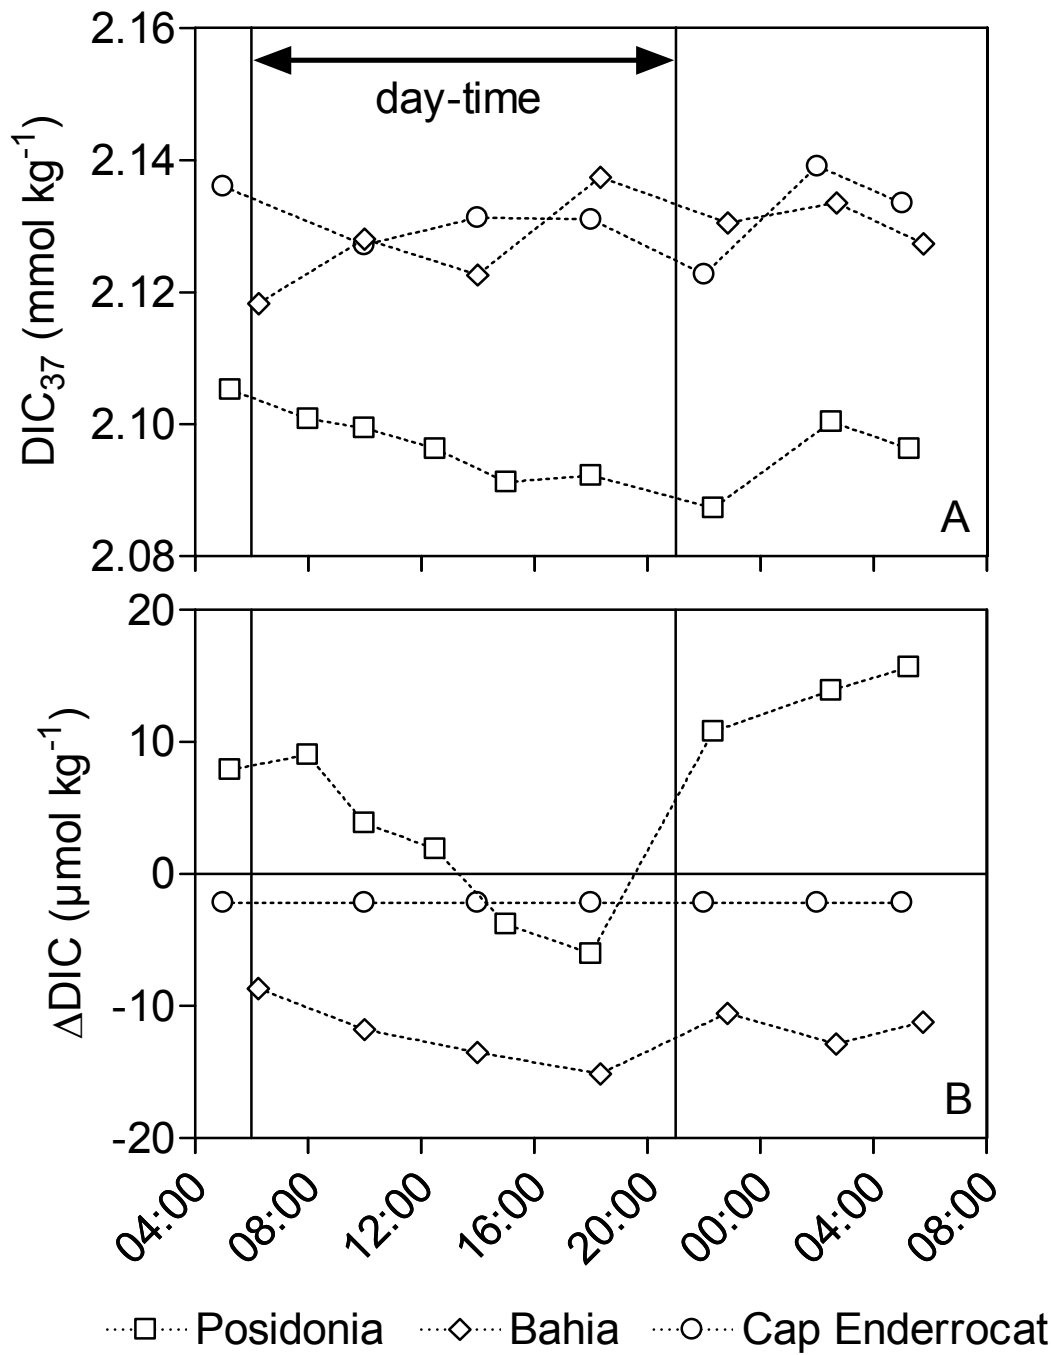 2.16
day-time
2.14
2.12
2.10
2.08
DIC₃₇ (mmol kg⁻¹)
A
20
10
0
-10
-20
ΔDIC (µmol kg⁻¹)
B
04:00 08:00 12:00 16:00 20:00 00:00 04:00 08:00
Posidonia Bahia Cap Enderrocat